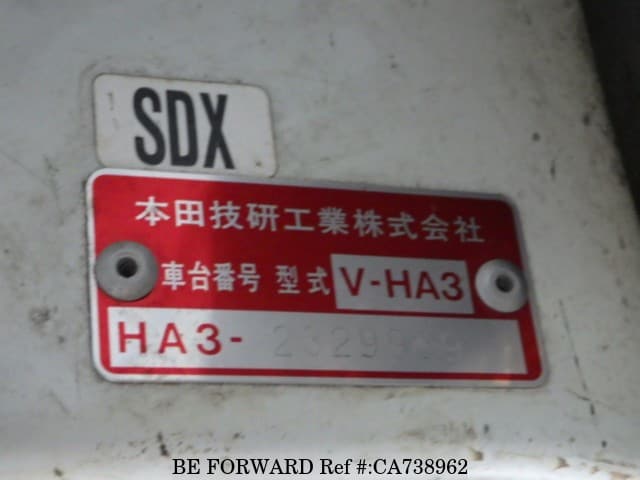 SDX
本田技研工業株式会社
車台番号 型式 V-HA3
HA3-
BE FORWARD Ref #:CA738962